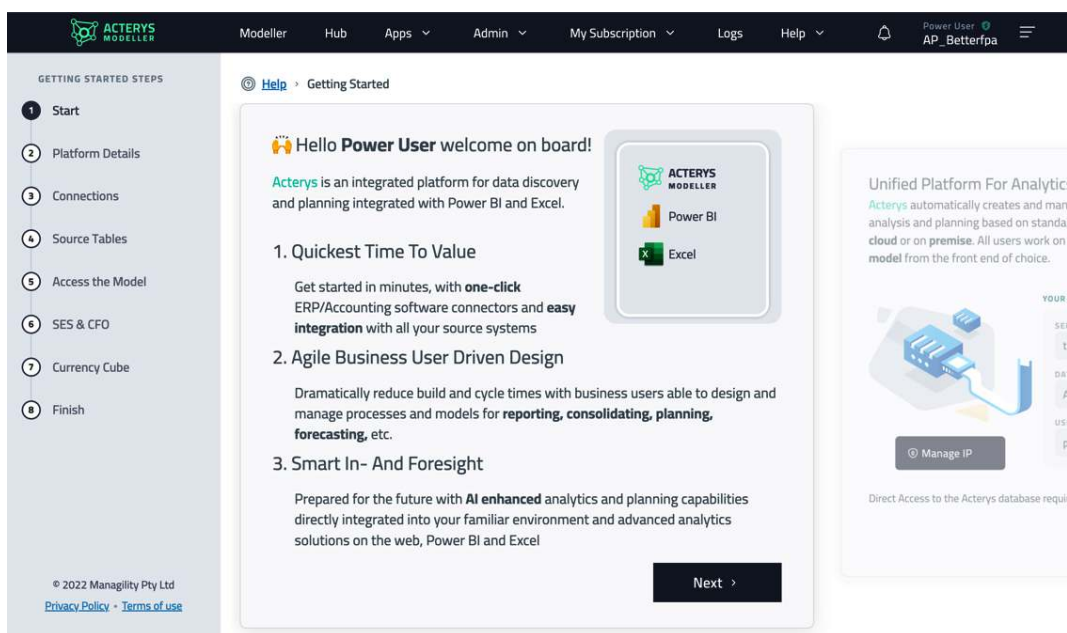 ACTERYS
MODELLER
Modeller
Hub
Apps
Admin
My Subscription
Logs
Help
Power User
AP_Betterfpa
GETTING STARTED STEPS
1 Start
2 Platform Details
3 Connections
4 Source Tables
5 Access the Model
6 SES & CFO
7 Currency Cube
8 Finish
© 2022 Managility Pty Ltd
Privacy Policy • Terms of use
Help › Getting Started
Hello Power User welcome on board!
Acterys is an integrated platform for data discovery
and planning integrated with Power BI and Excel.
ACTERYS
MODELLER
Power BI
Excel
1. Quickest Time To Value
Get started in minutes, with one-click
ERP/Accounting software connectors and easy
integration with all your source systems
2. Agile Business User Driven Design
Dramatically reduce build and cycle times with business users able to design and
manage processes and models for reporting, consolidating, planning,
forecasting, etc.
3. Smart In- And Foresight
Prepared for the future with AI enhanced analytics and planning capabilities
directly integrated into your familiar environment and advanced analytics
solutions on the web, Power BI and Excel
Next ›
Unified Platform For Analytics
Acterys automatically creates and man
analysis and planning based on standa
cloud or on premise. All users work on
model from the front end of choice.
YOUR
Manage IP
Direct Access to the Acterys database requi